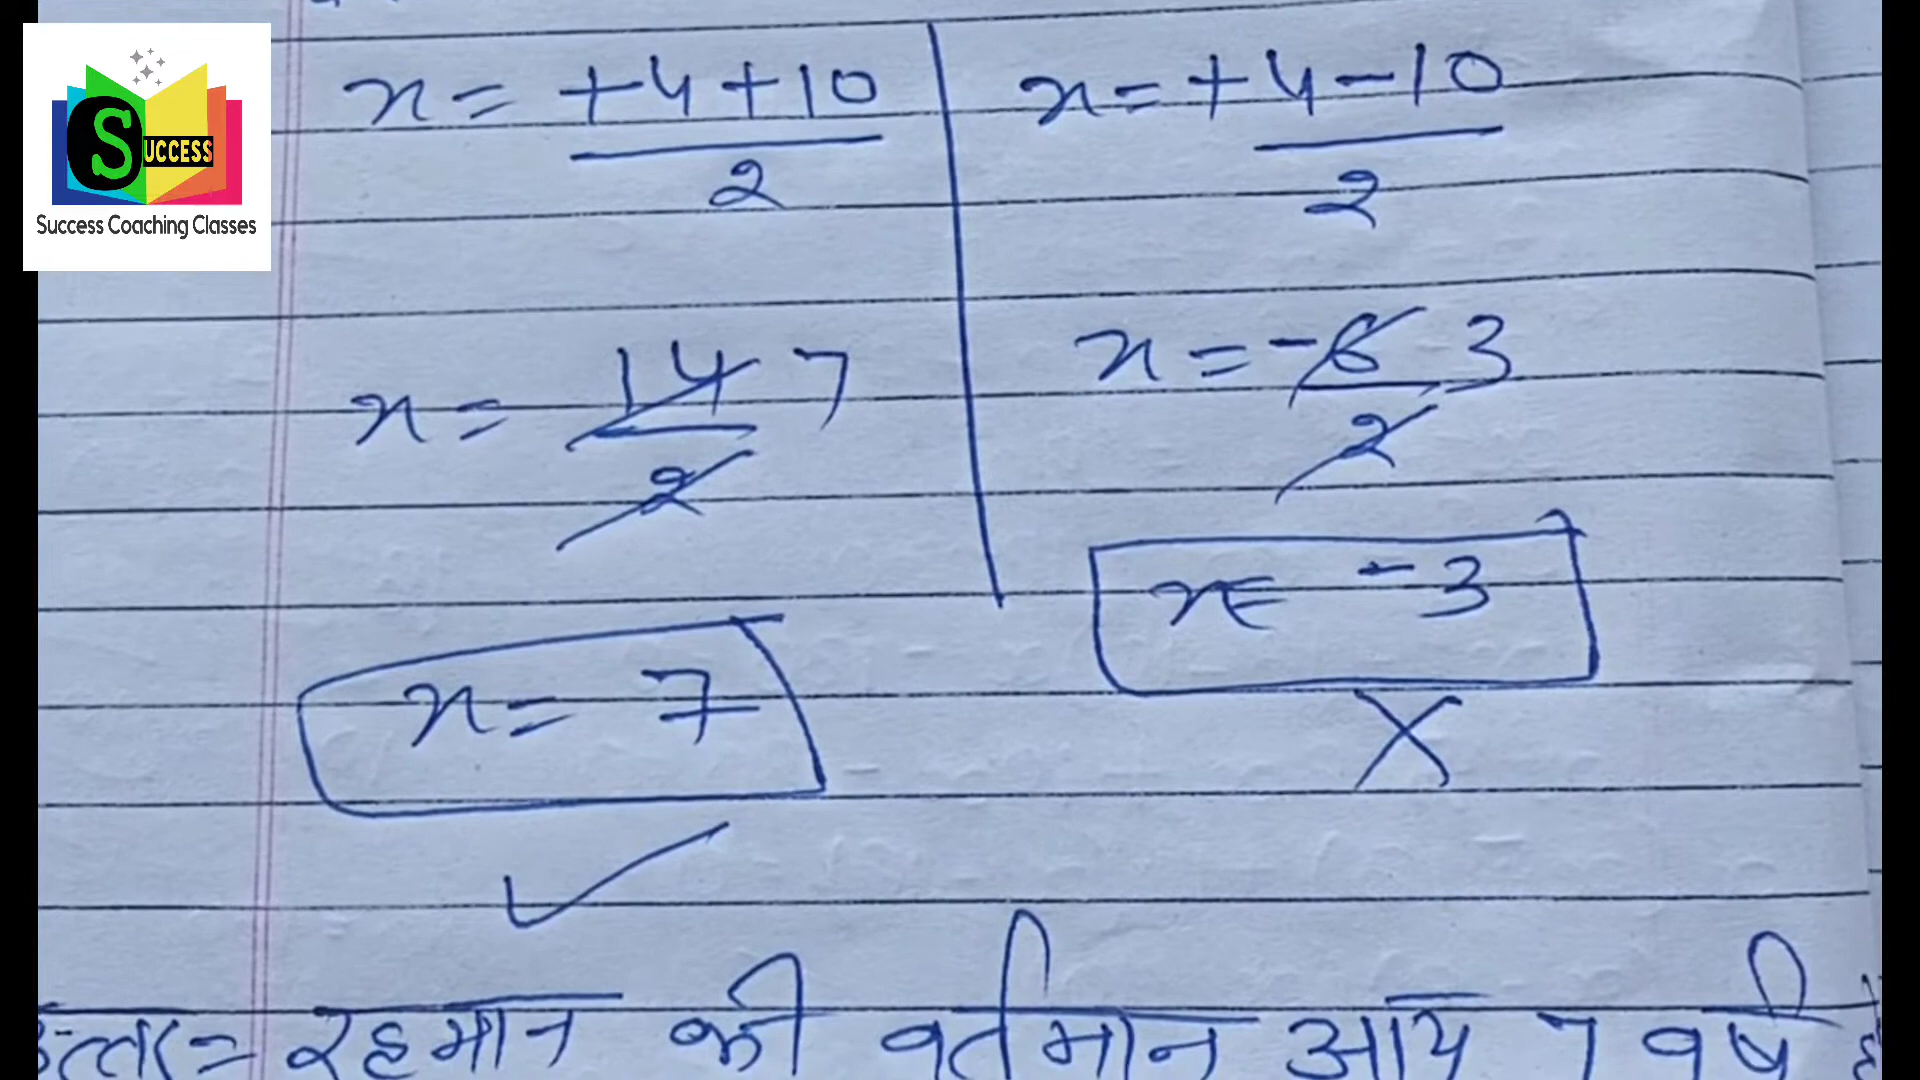 SUCCESS
Success Coaching Classes
x = +4+10 / 2
x = +4-10 / 2
x = 14/2 7
x = -6/2 3
x = -3
x = 7
उत्तर = रहमान की वर्तमान आयु 7 वर्ष है